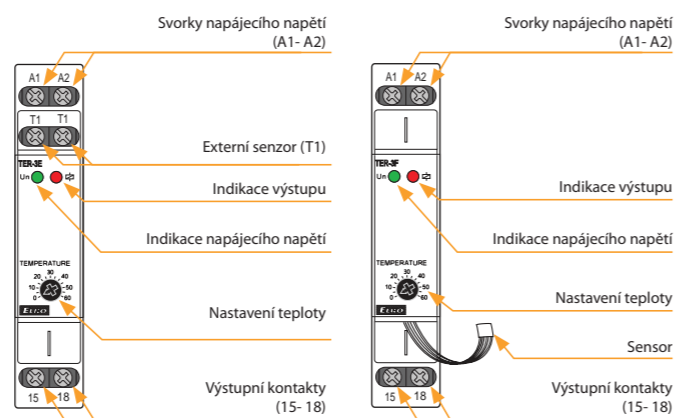 Svorky napájecího napětí
(A1- A2)
A1 A2
T1 T1
Externí senzor (T1)
TER-3E
Un
Indikace výstupu
Indikace napájecího napětí
TEMPERATURE
0 10 20 30 40 50 60
Nastavení teploty
ELKO
15 18
Výstupní kontakty
(15- 18)
Svorky napájecího napětí
(A1- A2)
A1 A2
TER-3F
Un
Indikace výstupu
Indikace napájecího napětí
TEMPERATURE
0 10 20 30 40 50 60
Nastavení teploty
ELKO
Sensor
15 18
Výstupní kontakty
(15- 18)